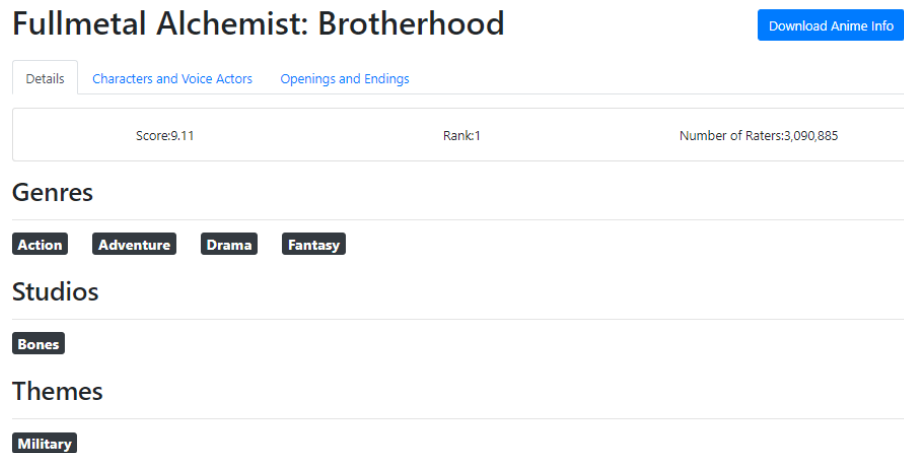 Fullmetal Alchemist: Brotherhood
Download Anime Info
Details Characters and Voice Actors Openings and Endings
Score:9.11 Rank:1 Number of Raters:3,090,885
Genres
Action Adventure Drama Fantasy
Studios
Bones
Themes
Military